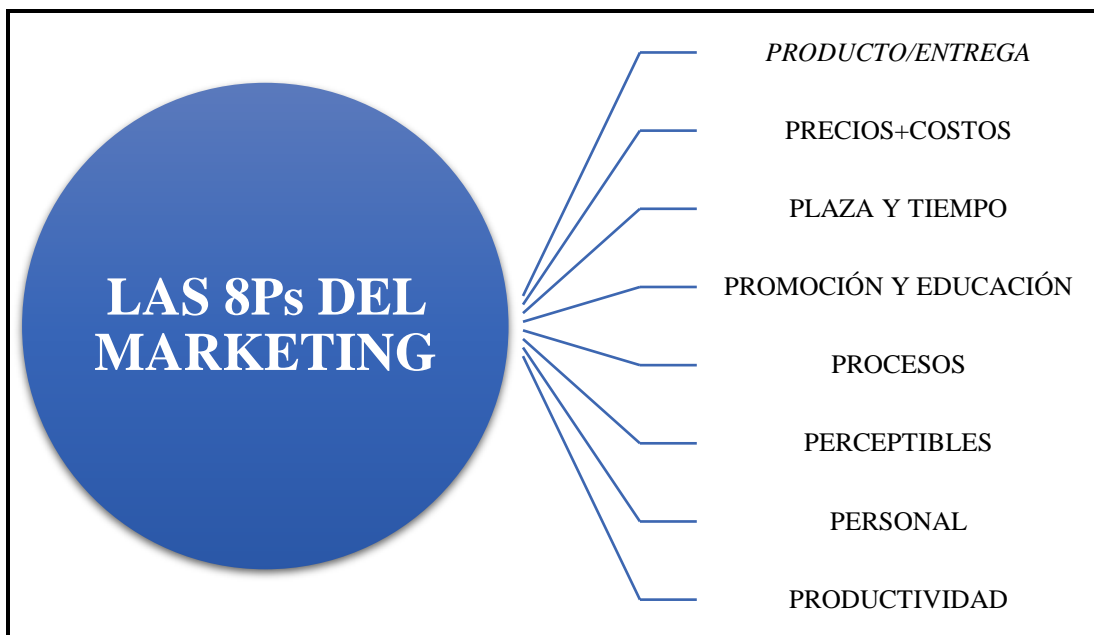 LAS 8Ps DEL
MARKETING
PRODUCTO/ENTREGA
PRECIOS+COSTOS
PLAZA Y TIEMPO
PROMOCIÓN Y EDUCACIÓN
PROCESOS
PERCEPTIBLES
PERSONAL
PRODUCTIVIDAD